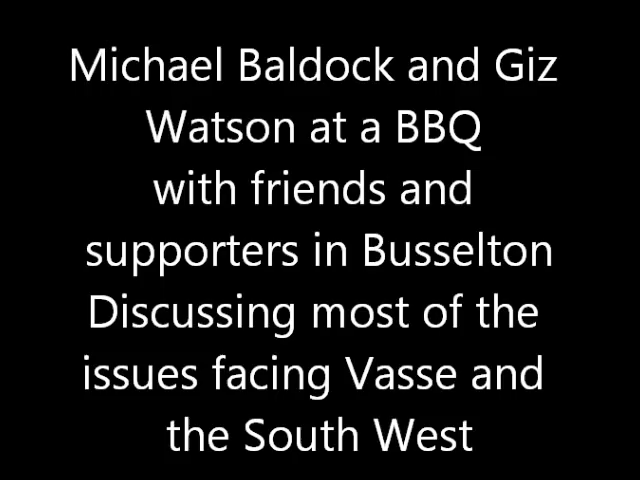 Michael Baldock and Giz
Watson at a BBQ
with friends and
supporters in Busselton
Discussing most of the
issues facing Vasse and
the South West